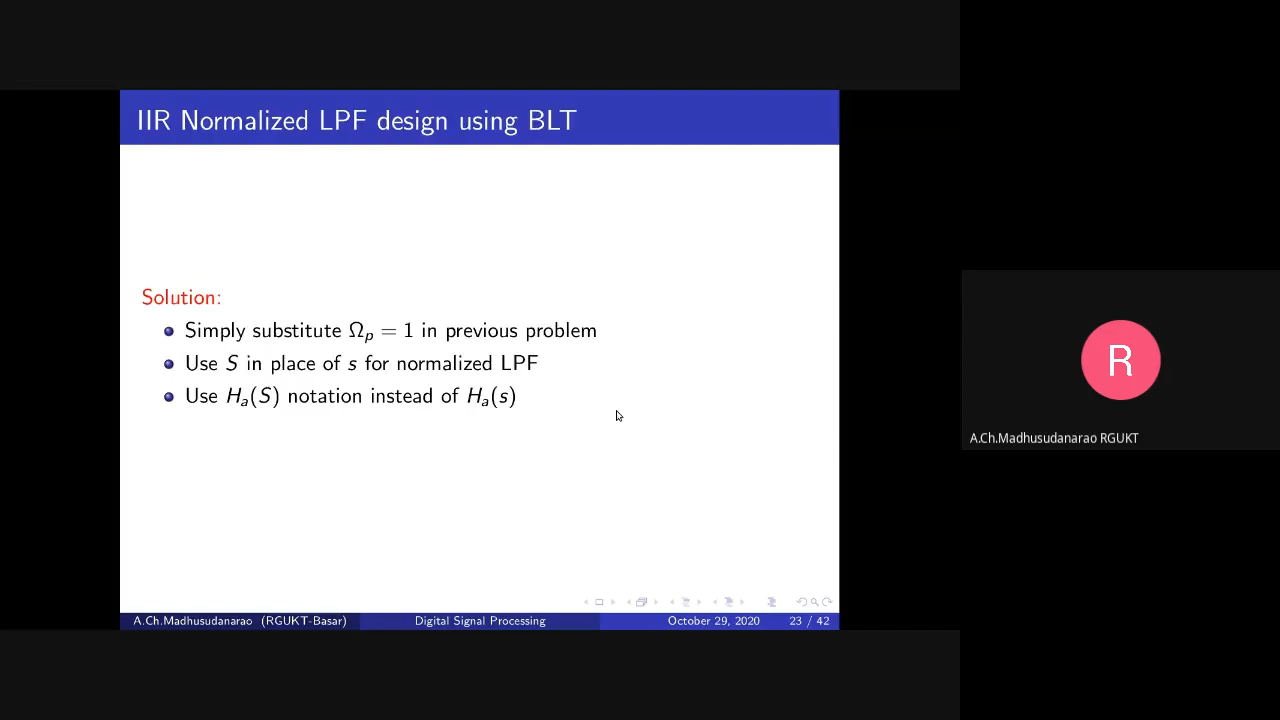 IIR Normalized LPF design using BLT
Solution:
Simply substitute Ωp = 1 in previous problem
Use S in place of s for normalized LPF
Use Ha(S) notation instead of Ha(s)
A.Ch.Madhusudanarao (RGUKT-Basar) Digital Signal Processing October 29, 2020 23 / 42
R
A.Ch.Madhusudanarao RGUKT